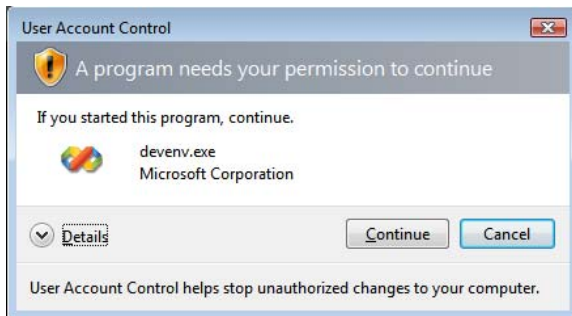 User Account Control
A program needs your permission to continue
If you started this program, continue.
devenv.exe
Microsoft Corporation
Details
Continue
Cancel
User Account Control helps stop unauthorized changes to your computer.